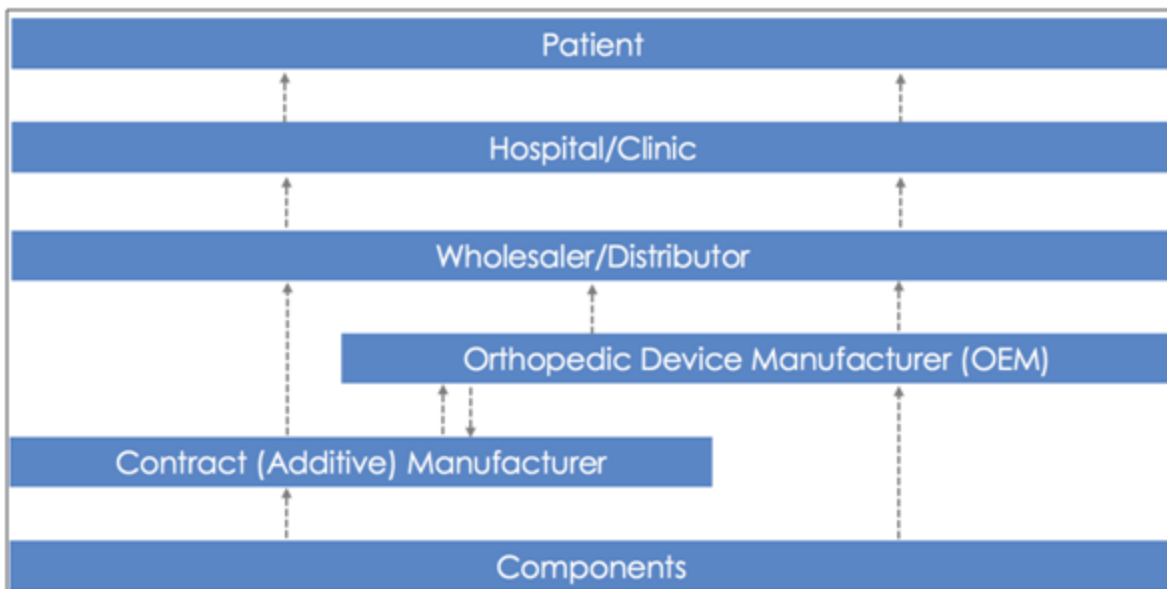 Patient
Hospital/Clinic
Wholesaler/Distributor
Orthopedic Device Manufacturer (OEM)
Contract (Additive) Manufacturer
Components